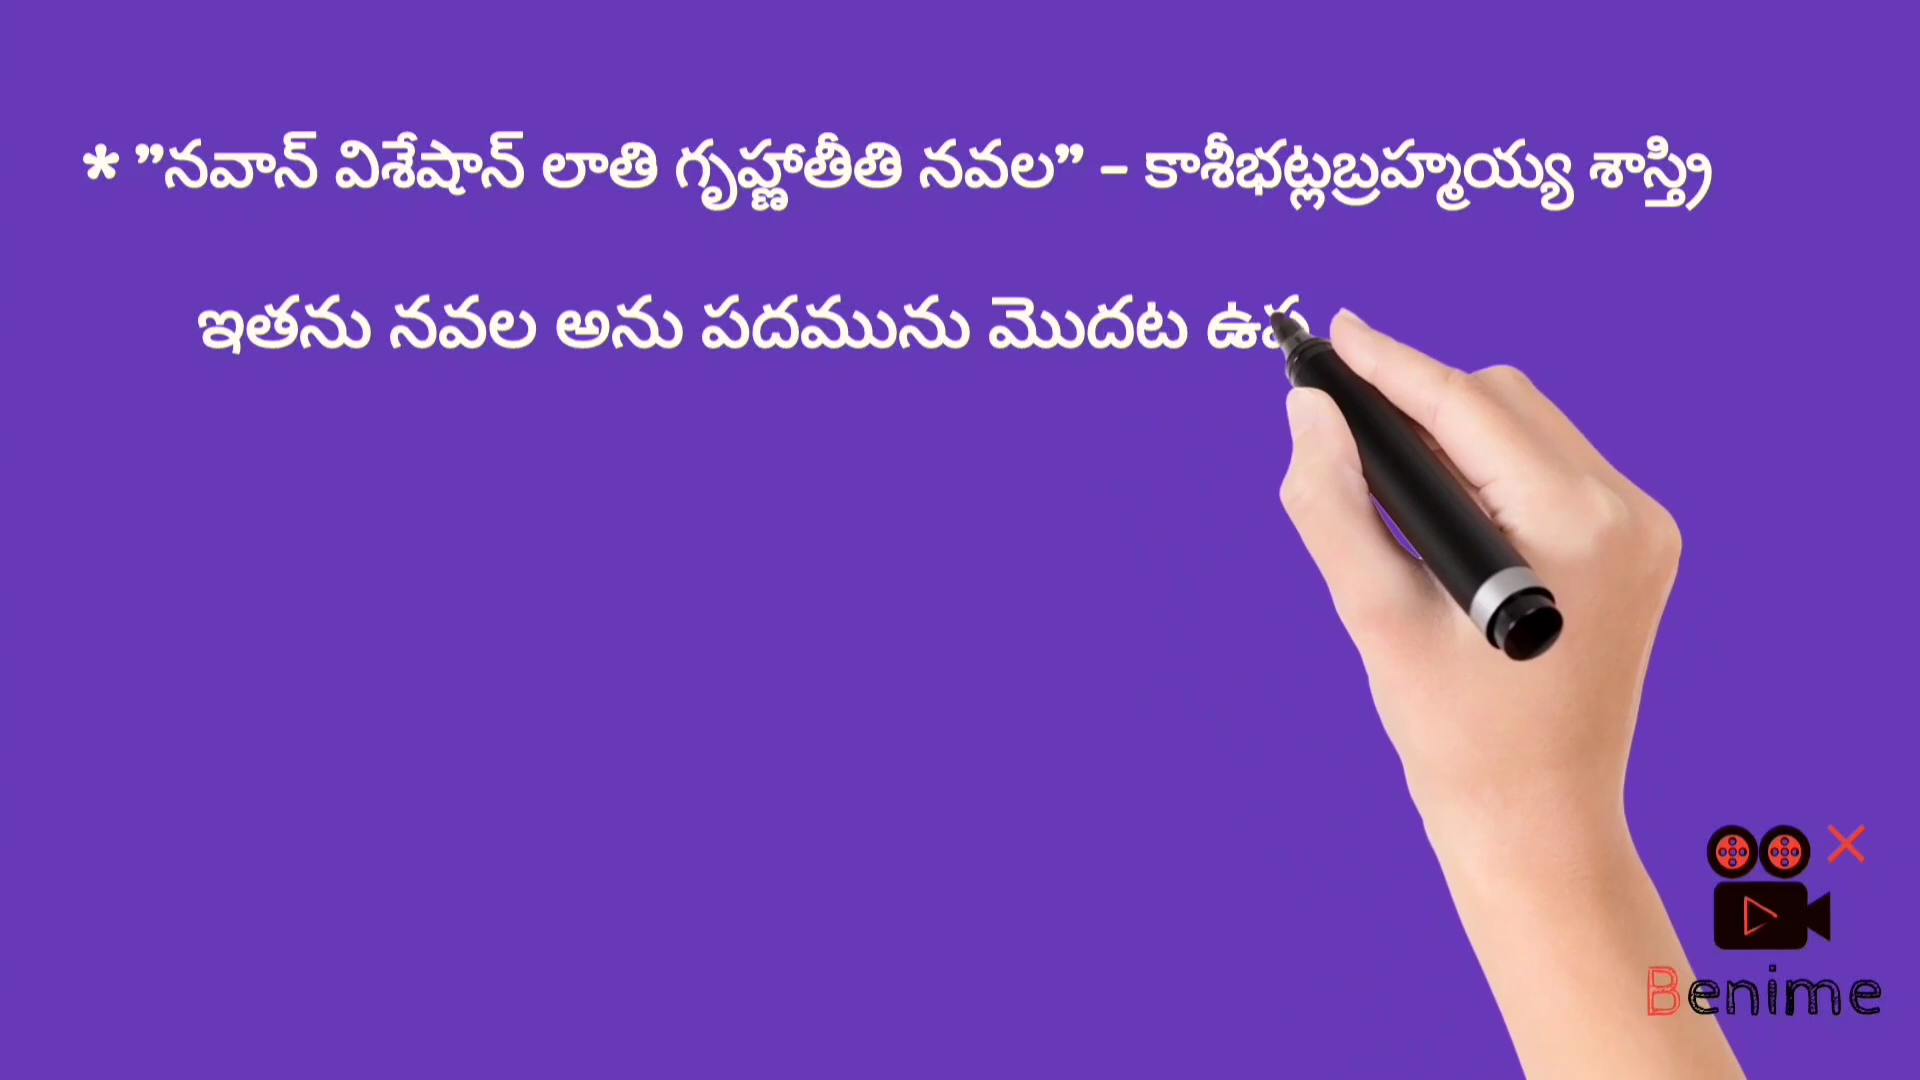 * ”నవాన్ విశేషాన్ లాతి గృహ్ణాతీతి నవల” - కాశీభట్లబ్రహ్మయ్య శాస్త్రి
ఇతను నవల అను పదమును మొదట
Benime